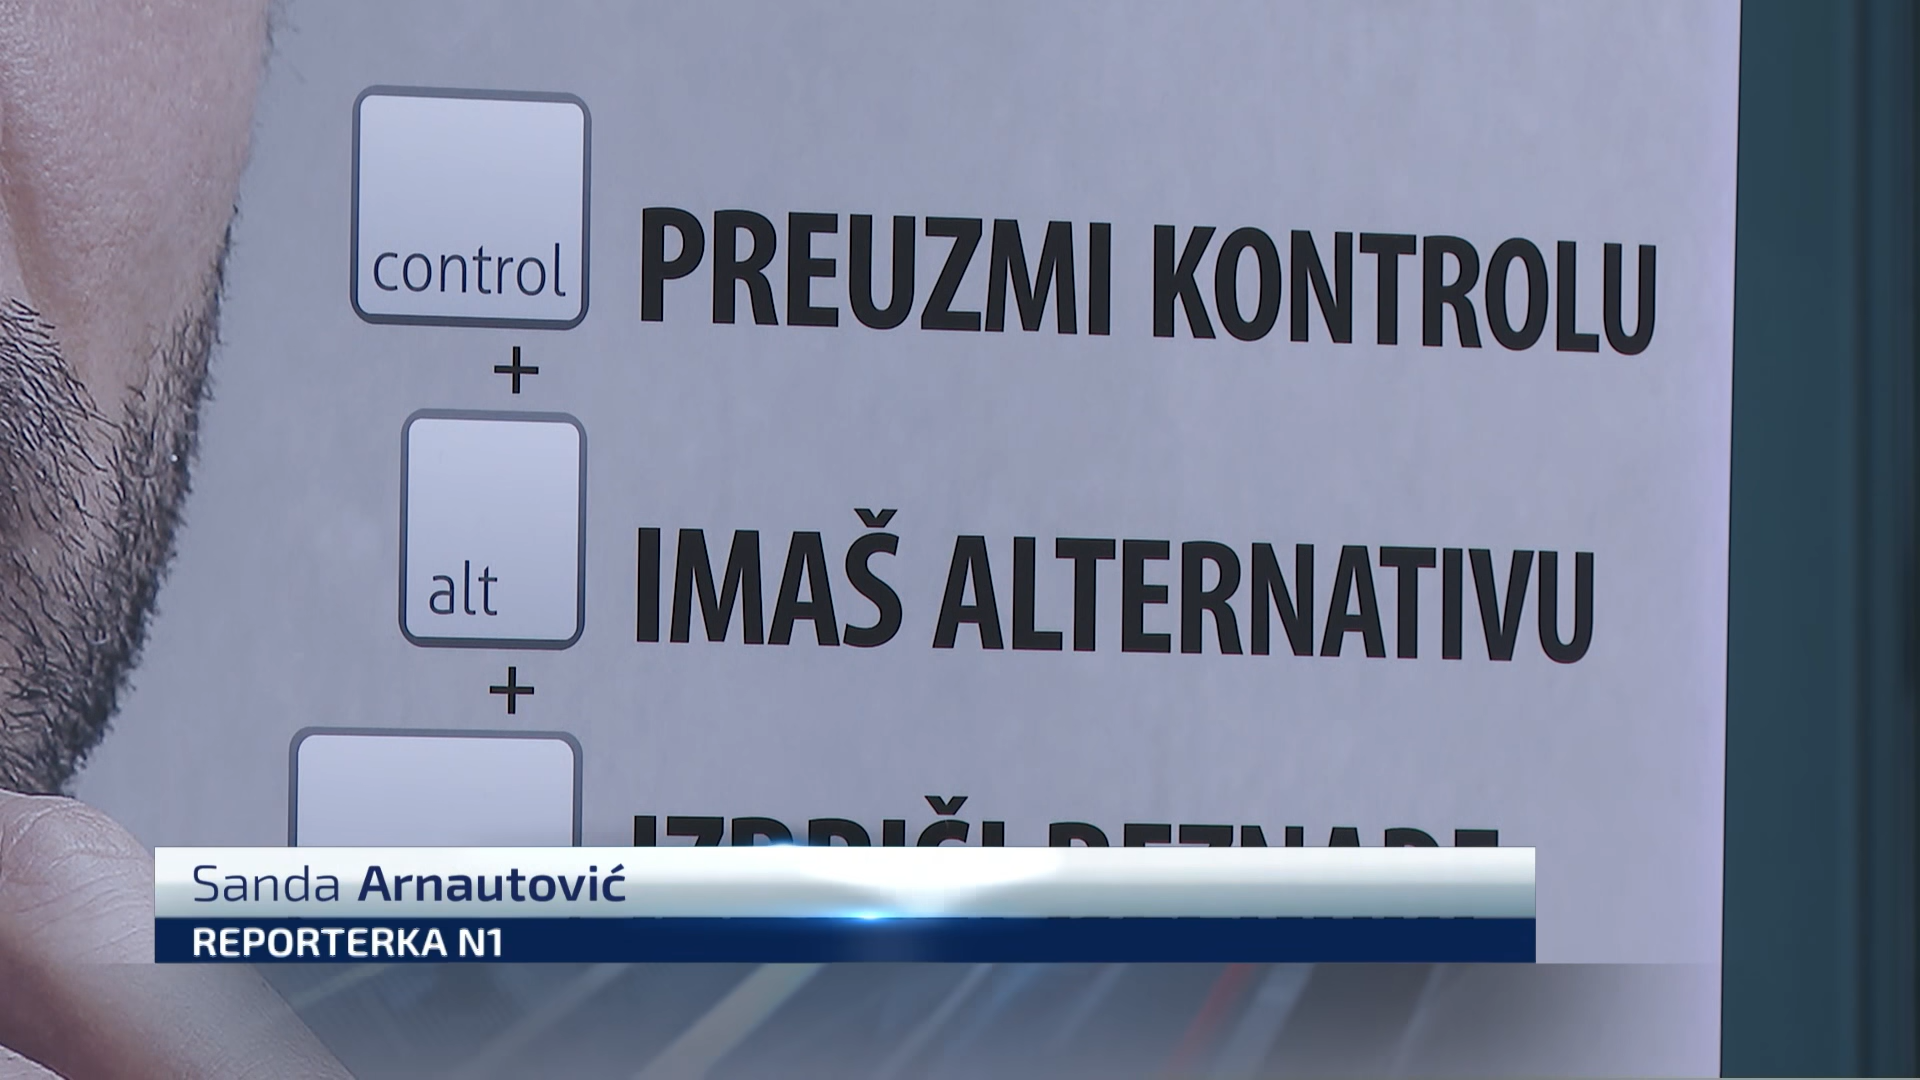 control
PREUZMI KONTROLU
+
alt
IMAŠ ALTERNATIVU
+
Sanda Arnautović
REPORTERKA N1